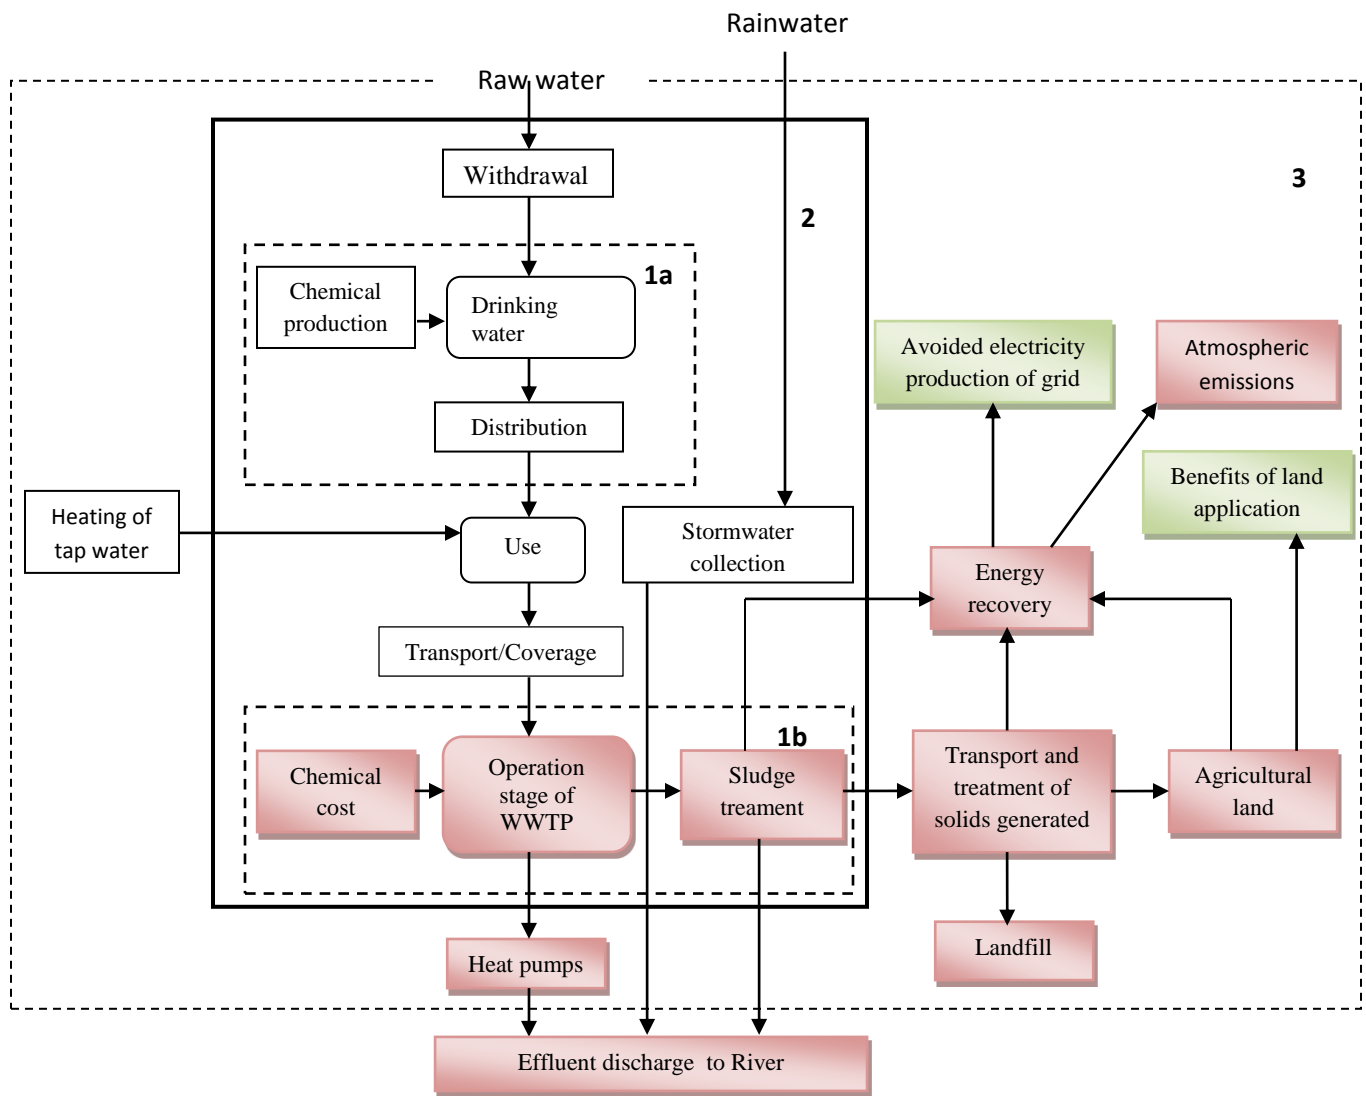 Rainwater
Raw water
Withdrawal
3
2
1a
Chemical
production
Drinking
water
Distribution
Avoided electricity
production of grid
Atmospheric
emissions
Benefits of land
application
Heating of
tap water
Use
Stormwater
collection
Energy
recovery
Transport/Coverage
1b
Chemical
cost
Operation
stage of
WWTP
Sludge
treament
Transport and
treatment of
solids generated
Agricultural
land
Landfill
Heat pumps
Effluent discharge to River